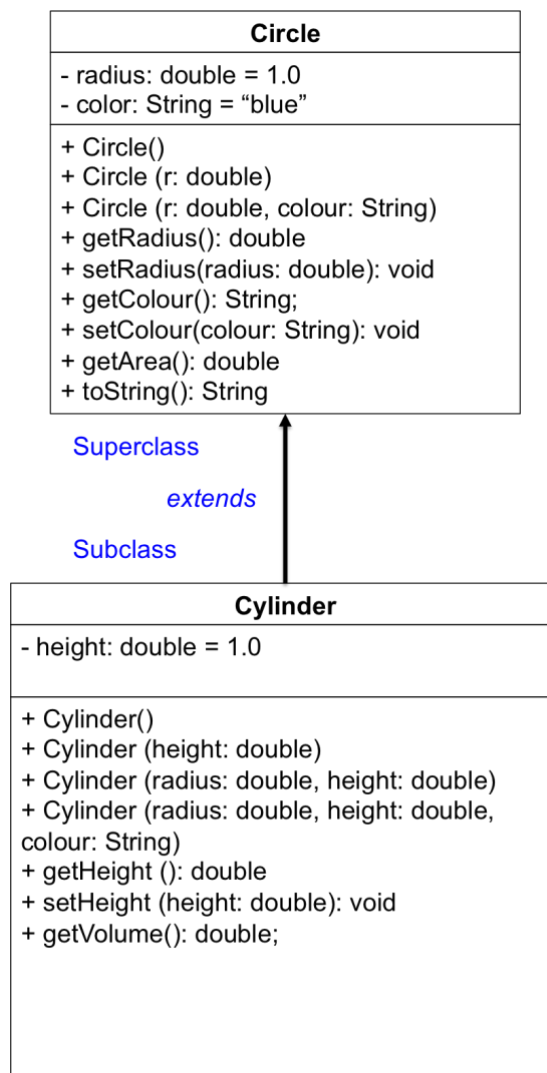 Circle
- radius: double = 1.0
- color: String = “blue”
+ Circle()
+ Circle (r: double)
+ Circle (r: double, colour: String)
+ getRadius(): double
+ setRadius(radius: double): void
+ getColour(): String;
+ setColour(colour: String): void
+ getArea(): double
+ toString(): String
Superclass
extends
Subclass
Cylinder
- height: double = 1.0
+ Cylinder()
+ Cylinder (height: double)
+ Cylinder (radius: double, height: double)
+ Cylinder (radius: double, height: double,
colour: String)
+ getHeight (): double
+ setHeight (height: double): void
+ getVolume(): double;